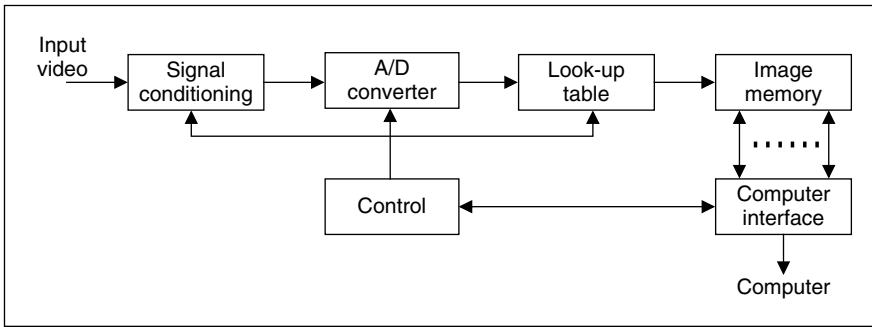 Input
video
Signal
conditioning
A/D
converter
Look-up
table
Image
memory
Control
Computer
interface
Computer